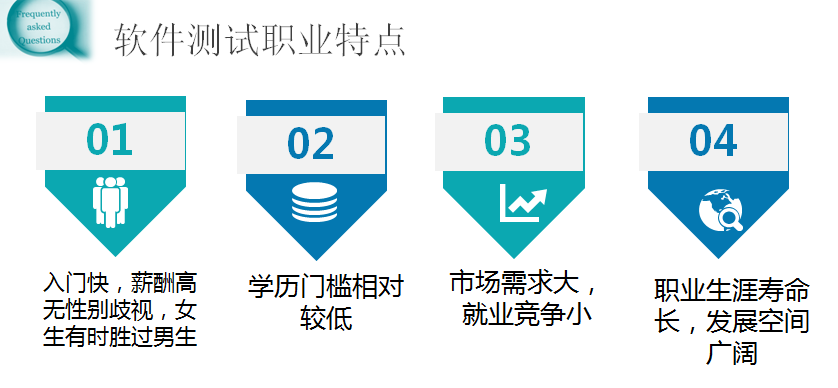 Frequently
asked
Questions
软件测试职业特点
01
02
03
04
入门快，薪酬高
无性别歧视，女
生有时胜过男生
学历门槛相对
较低
市场需求大，
就业竞争小
职业生涯寿命
长，发展空间
广阔